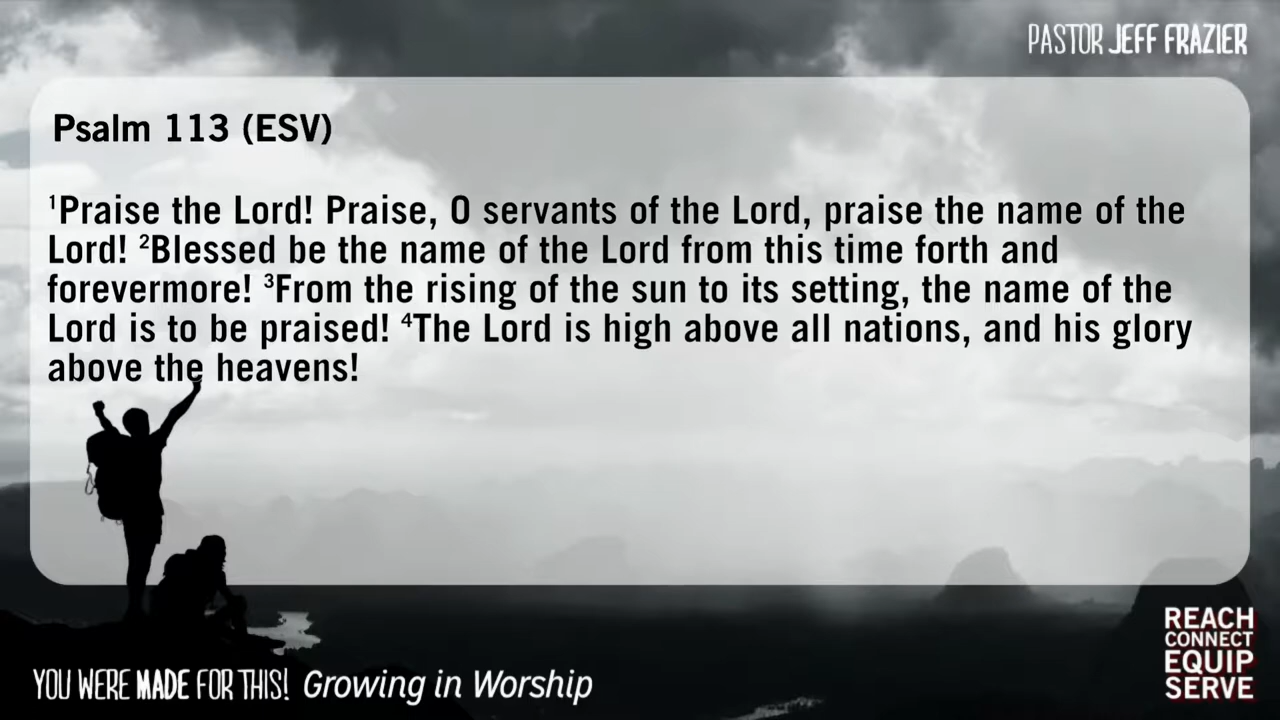 PASTOR JEFF FRAZIER
Psalm 113 (ESV)
¹Praise the Lord! Praise, O servants of the Lord, praise the name of the
Lord! ²Blessed be the name of the Lord from this time forth and
forevermore! ³From the rising of the sun to its setting, the name of the
Lord is to be praised! ⁴The Lord is high above all nations, and his glory
above the heavens!
YOU WERE MADE FOR THIS! Growing in Worship
REACH
CONNECT
EQUIP
SERVE